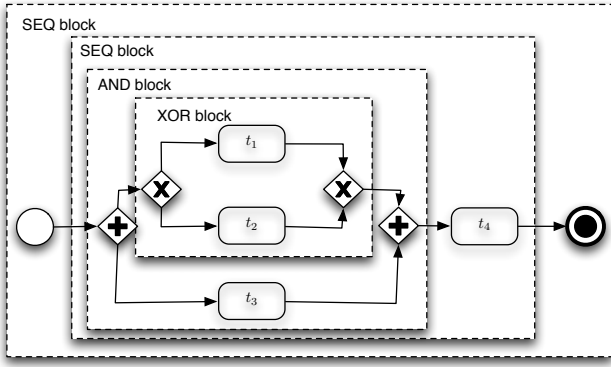 SEQ block
SEQ block
AND block
XOR block
t₁
t₂
t₃
t₄